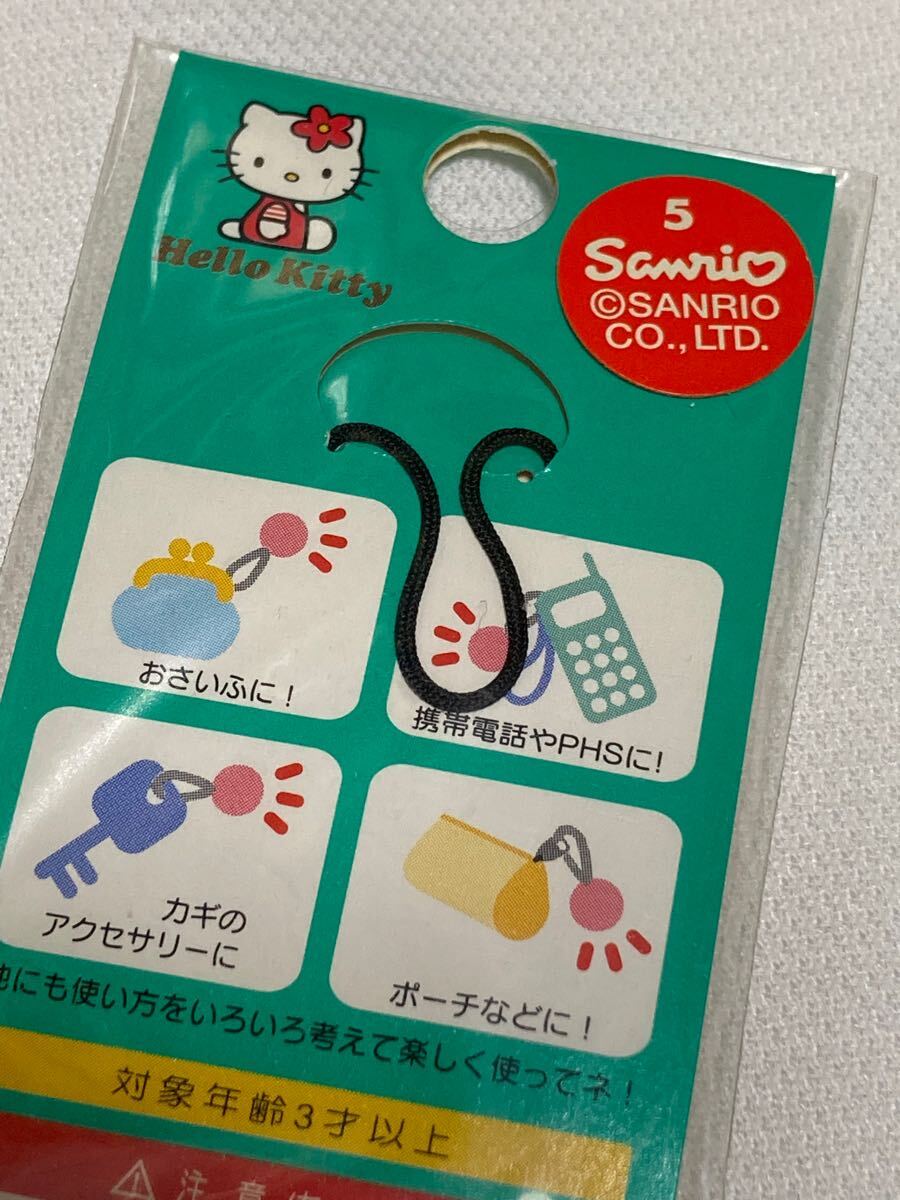 Hello Kitty
5
Sanrio
©SANRIO
CO., LTD.
おさいふに！
携帯電話やPHSに!
カギの
アクセサリーに
ポーチなどに！
にも使い方をいろいろ考えて楽しく使ってネ！
対象年齢3才以上
注意